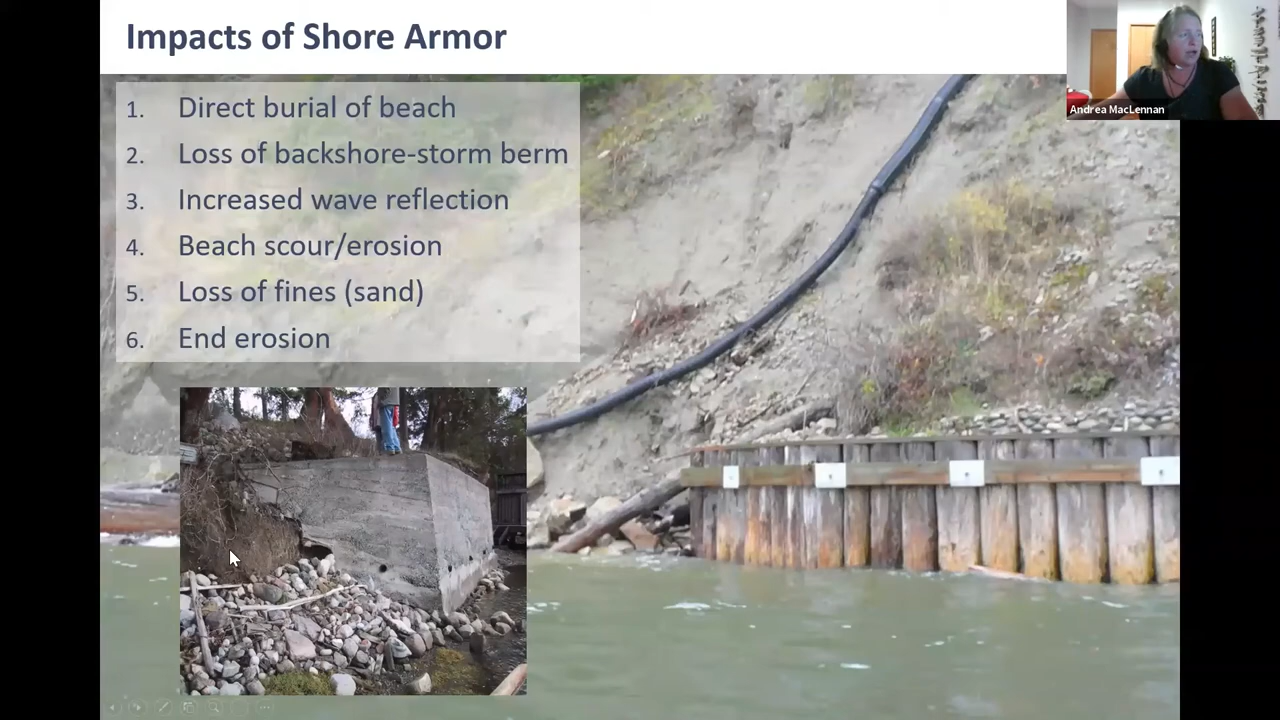 Impacts of Shore Armor
1. Direct burial of beach
2. Loss of backshore-storm berm
3. Increased wave reflection
4. Beach scour/erosion
5. Loss of fines (sand)
6. End erosion
Andrea MacLennan